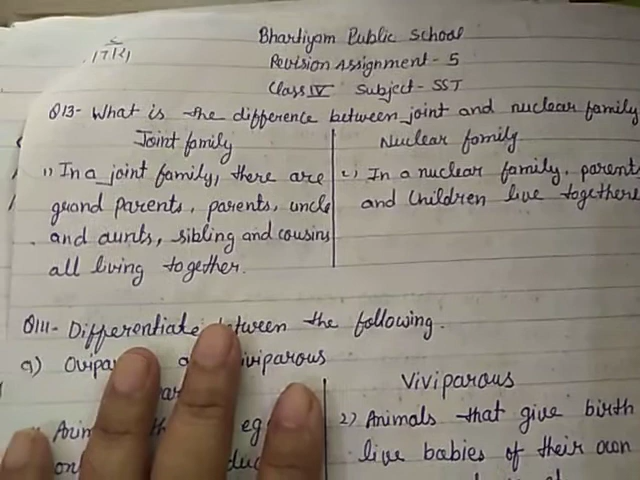 Bhartiyam Public School
Revision Assignment - 5
Class IV Subject - SST
Q13- What is the difference between joint and nuclear family
Joint family
1) In a joint family, there are
grand parents, parents, uncle
and aunts, sibling and cousins
all living together.
Nuclear family
2) In a nuclear family, parents
and children live together
Q14- Differentiate between the following.
a) Ovipa viviparous
Viviparous
2) Animals that give birth
live babies of their own